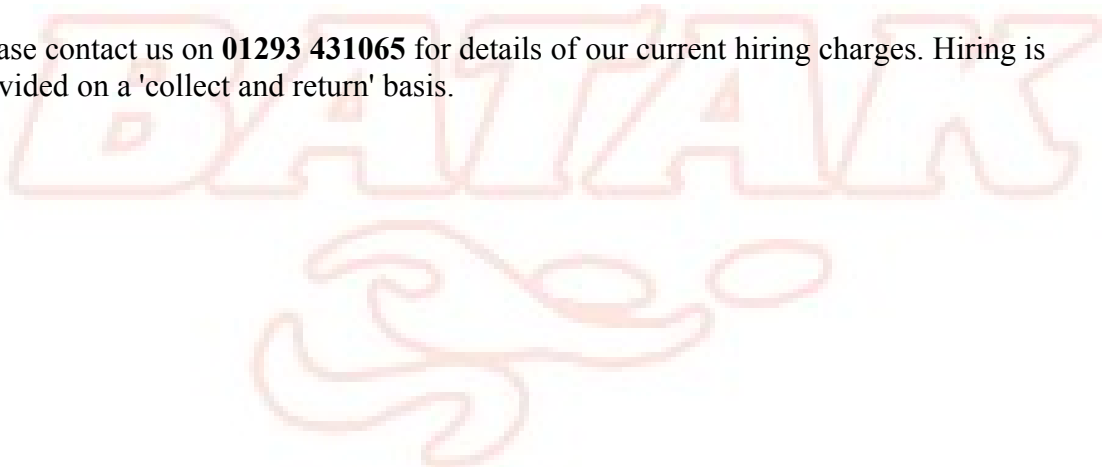 ase contact us on 01293 431065 for details of our current hiring charges. Hiring is
vided on a 'collect and return' basis.
BATAK